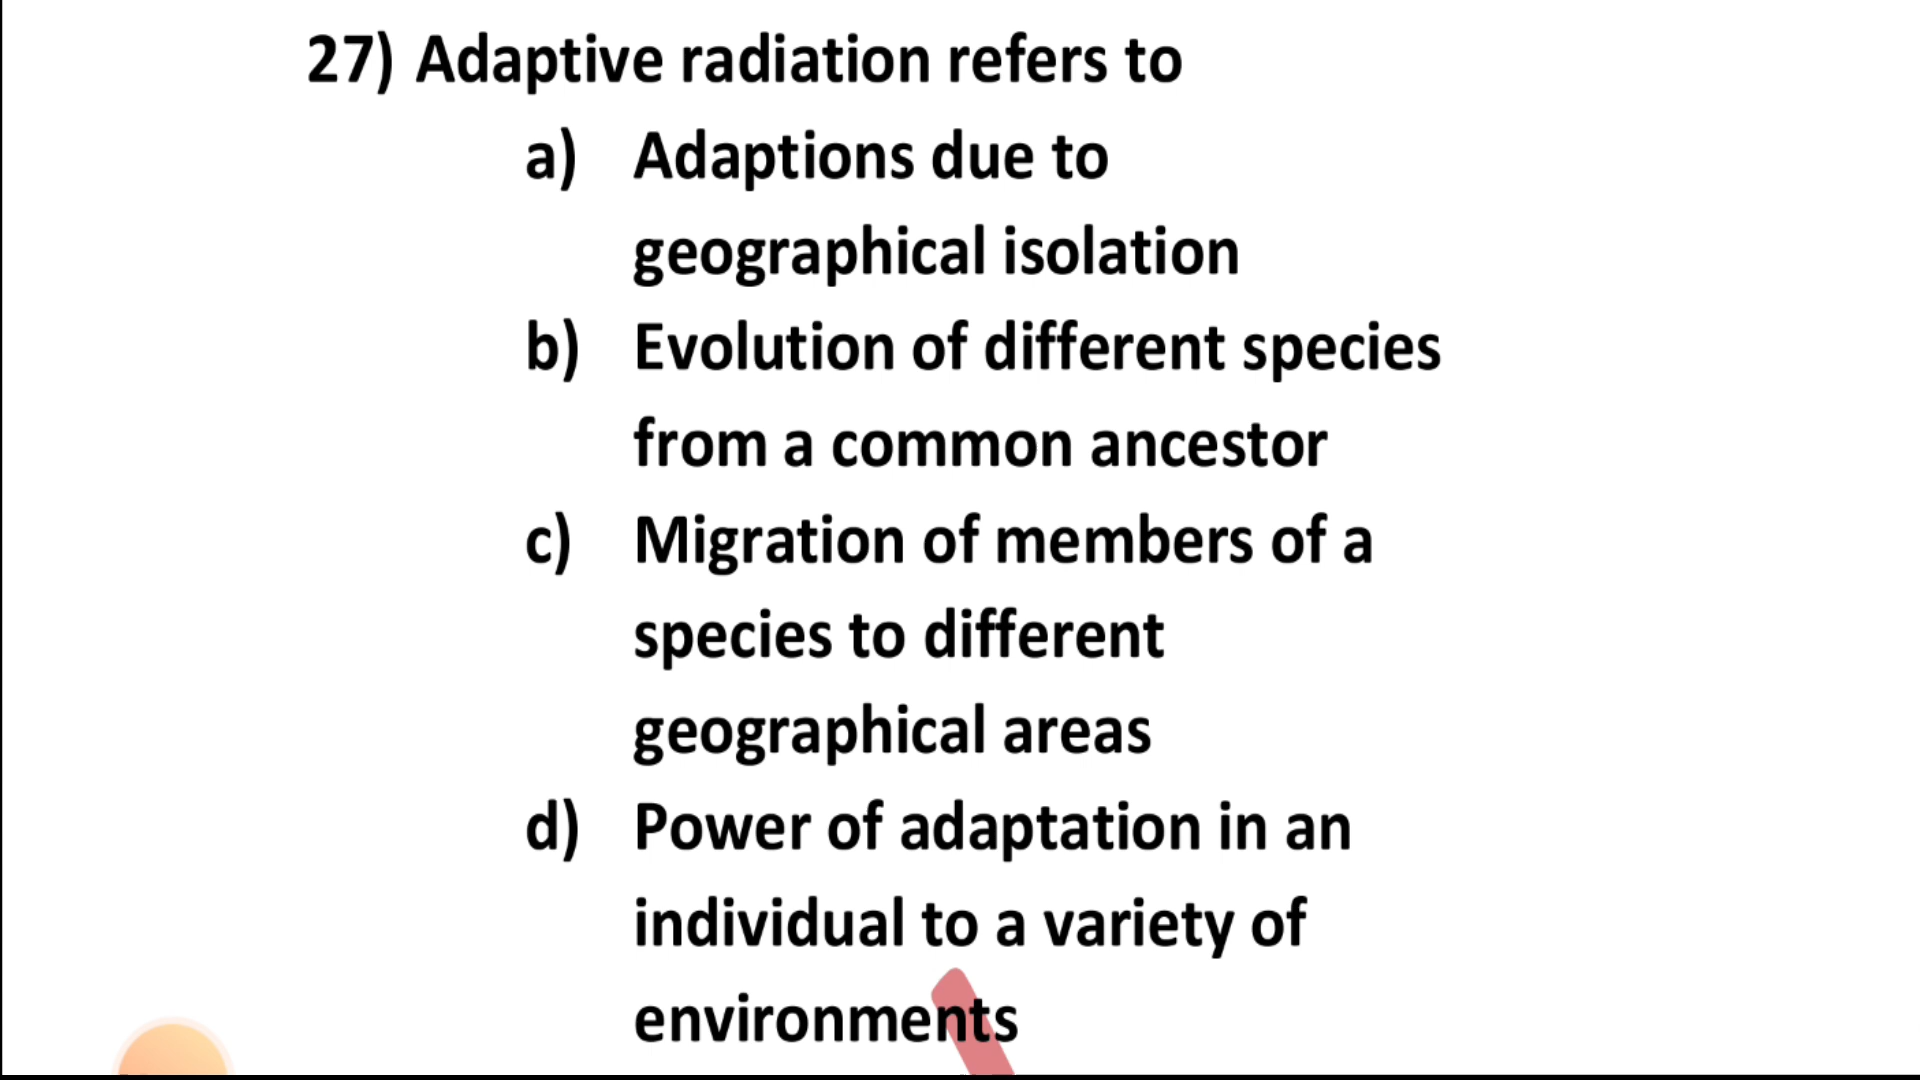 27) Adaptive radiation refers to
a) Adaptions due to
geographical isolation
b) Evolution of different species
from a common ancestor
c) Migration of members of a
species to different
geographical areas
d) Power of adaptation in an
individual to a variety of
environments